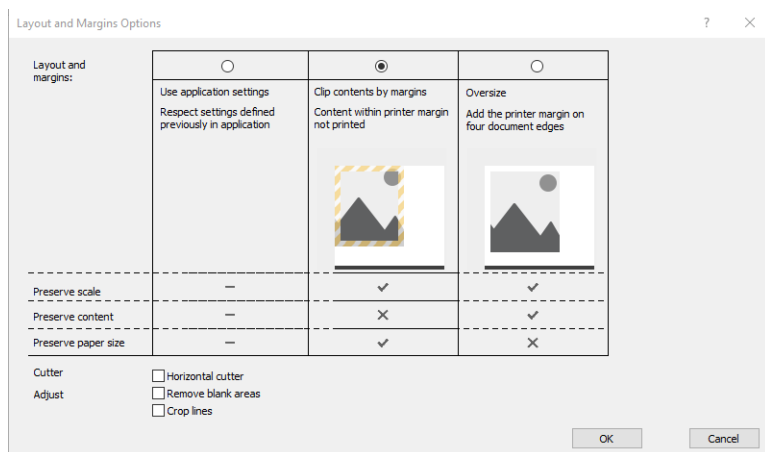 Layout and Margins Options
?
Layout and
margins:
Use application settings
Respect settings defined
previously in application
Clip contents by margins
Content within printer margin
not printed
Oversize
Add the printer margin on
four document edges
Preserve scale
Preserve content
Preserve paper size
Cutter
Horizontal cutter
Adjust
Remove blank areas
Crop lines
OK
Cancel